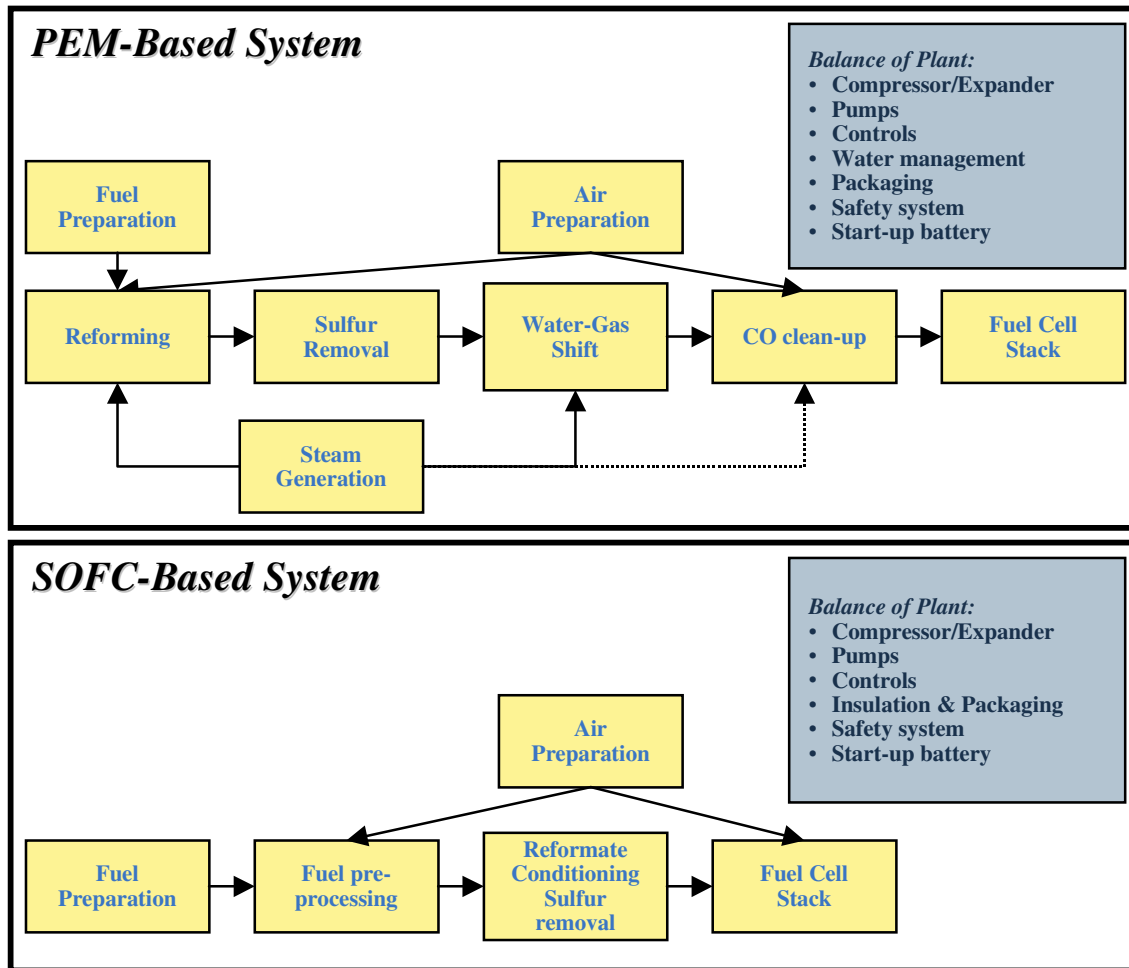 PEM-Based System
Balance of Plant:
• Compressor/Expander
• Pumps
• Controls
• Water management
• Packaging
• Safety system
• Start-up battery
Fuel
Preparation
Air
Preparation
Reforming
Sulfur
Removal
Water-Gas
Shift
CO clean-up
Fuel Cell
Stack
Steam
Generation
SOFC-Based System
Balance of Plant:
• Compressor/Expander
• Pumps
• Controls
• Insulation & Packaging
• Safety system
• Start-up battery
Air
Preparation
Fuel
Preparation
Fuel pre-
processing
Reformate
Conditioning
Sulfur
removal
Fuel Cell
Stack